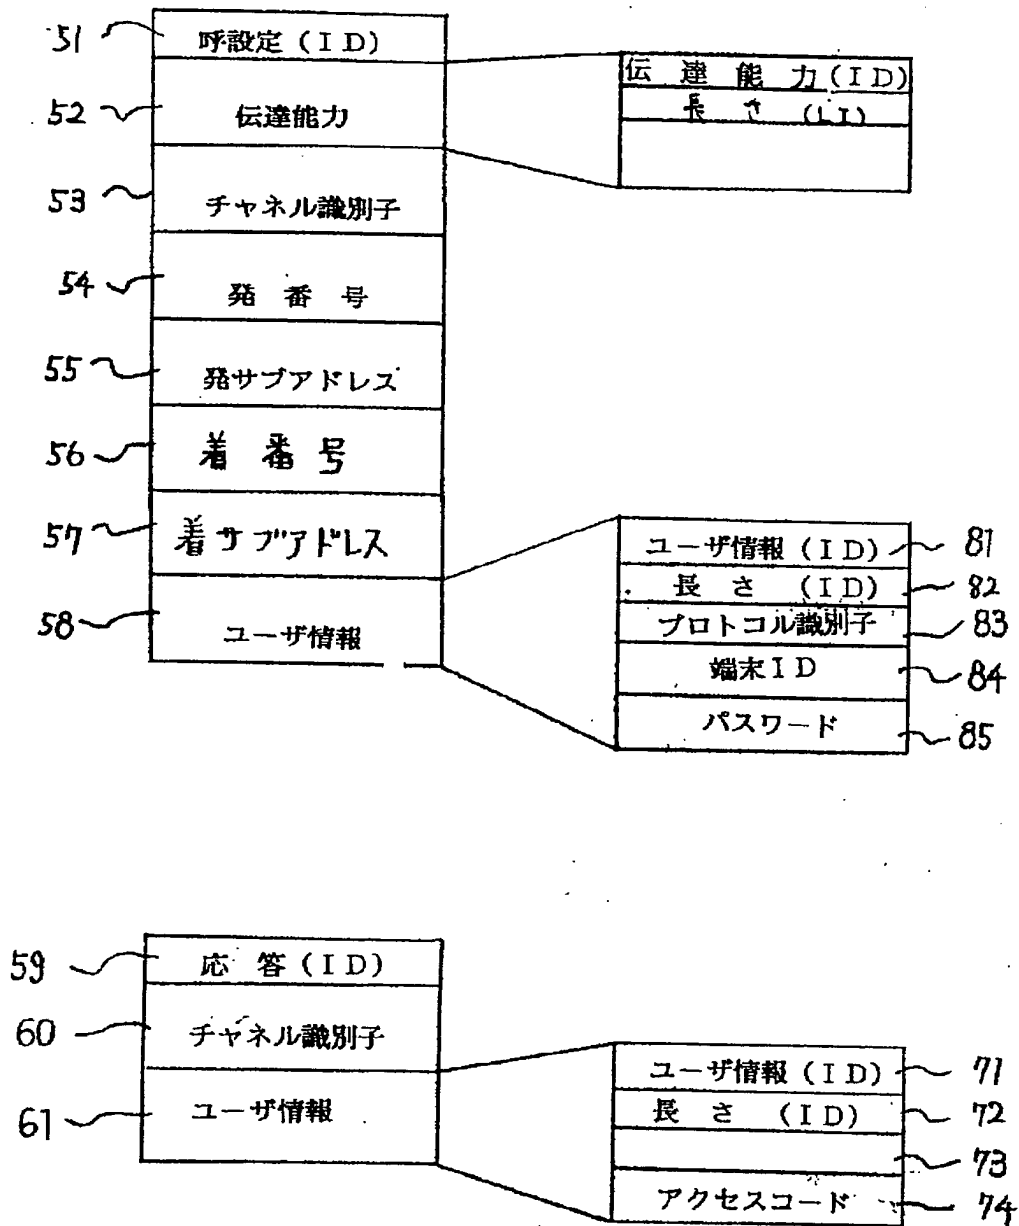 51 呼設定(ID)
52 伝達能力
53 チャネル識別子
54 発番号
55 発サブアドレス
56 着番号
57 着サブアドレス
58 ユーザ情報
伝達能力(ID)
長さ(LI)
ユーザ情報(ID) 81
長さ(ID) 82
プロトコル識別子 83
端末ID 84
パスワード 85
59 応答(ID)
60 チャネル識別子
61 ユーザ情報
ユーザ情報(ID) 71
長さ(ID) 72
73
アクセスコード 74